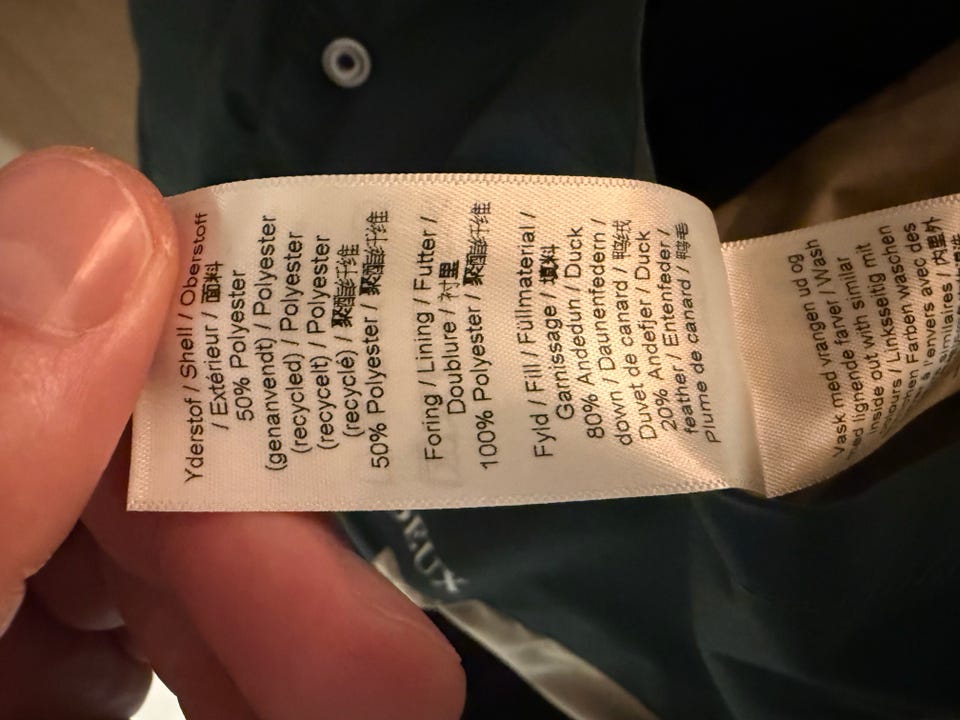 Yderstof / Shell / Oberstoff
/ Extérieur / 面料
50% Polyester
(genanvendt) / Polyester
(recycled) / Polyester
(recycelt) / Polyester
(recyclé) / 聚酯纤维
50% Polyester / 聚酯纤维
Foring / Lining / Futter /
Doublure / 衬里
100% Polyester / 聚酯纤维
Fyld / Fill / Füllmaterial /
Garnissage / 填料
80% Andedun / Duck
down / Daunenfedern /
Duvet de canard / 鸭绒
20% Andefjer / Duck
feather / Entenfeder /
Plume de canard / 鸭毛
Vask med vrangen ud og
med lignende farver / Wash
inside out with similar
colours / Linksseitig mit
Farben waschen
l'envers avec des
similaires / 内里外
DEUX